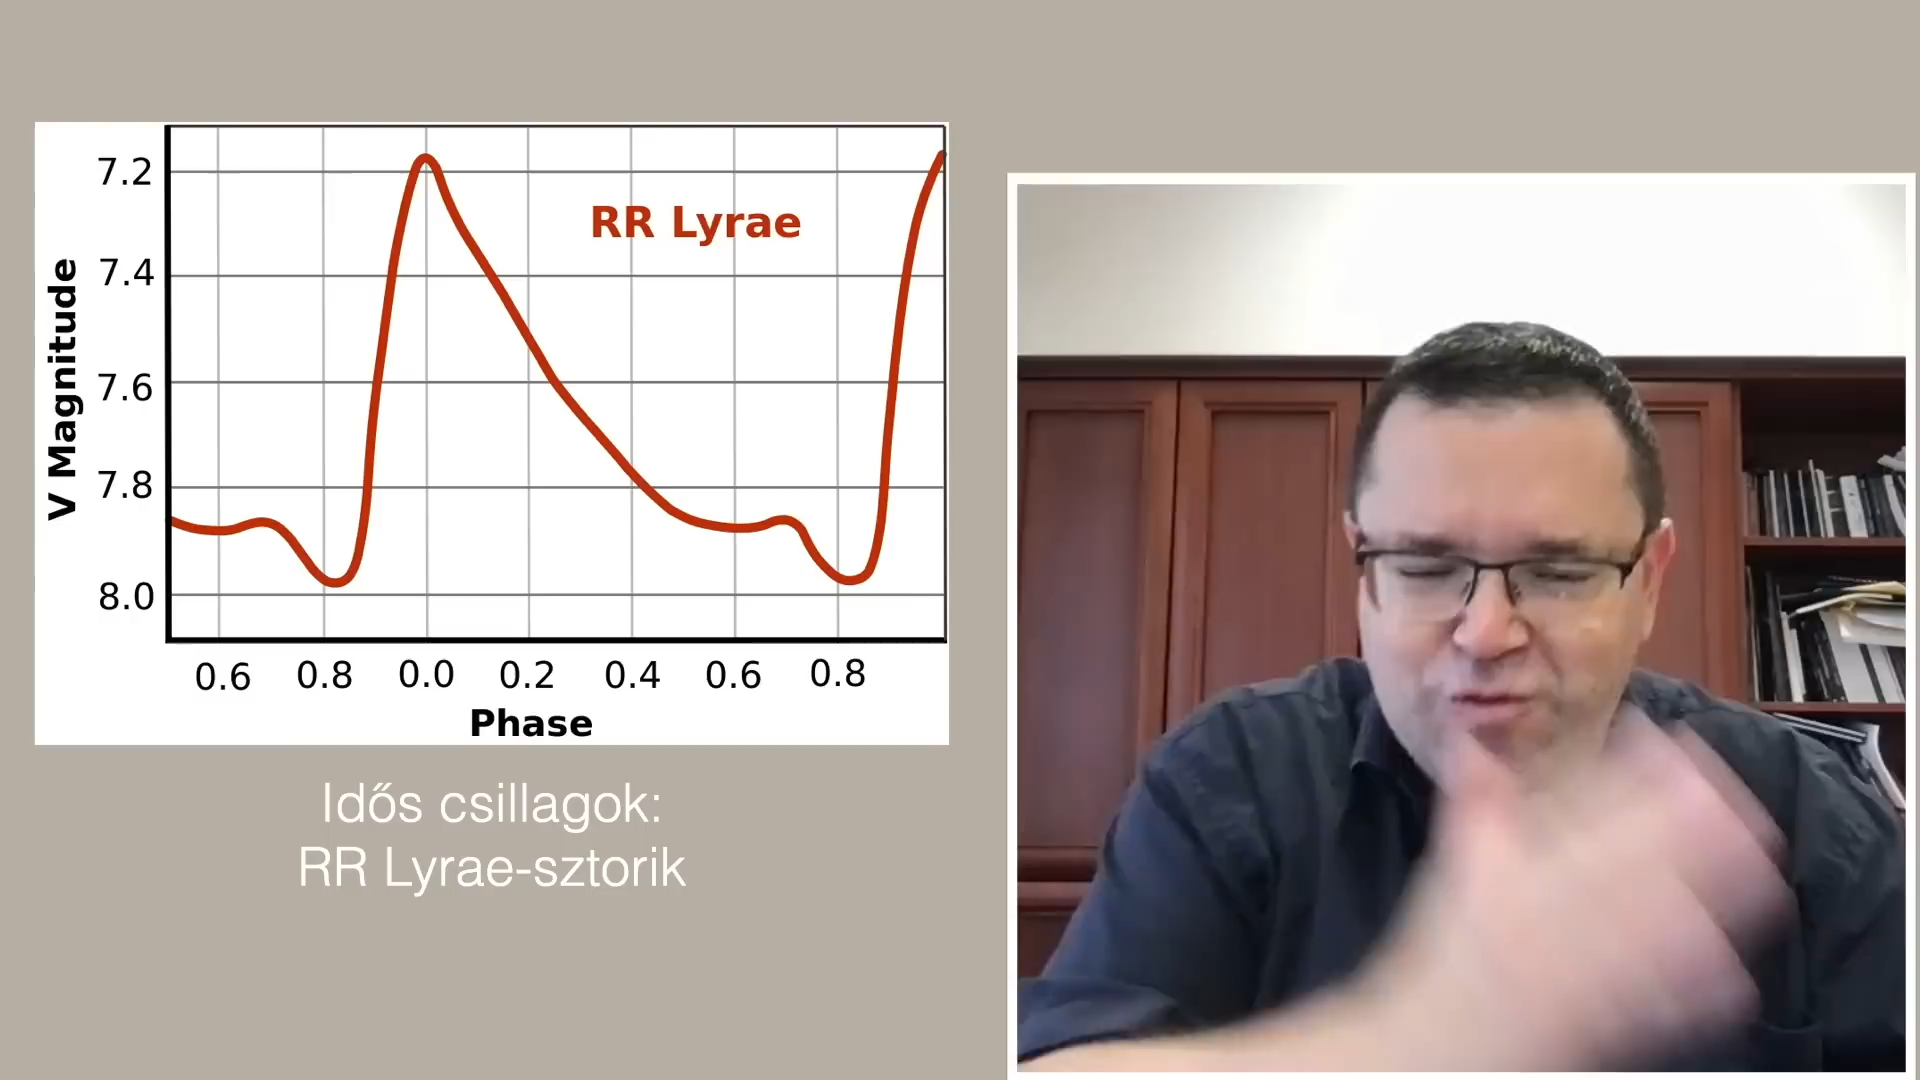 RR Lyrae
V Magnitude
7.2
7.4
7.6
7.8
8.0
0.6 0.8 0.0 0.2 0.4 0.6 0.8
Phase
Idős csillagok:
RR Lyrae-sztorik